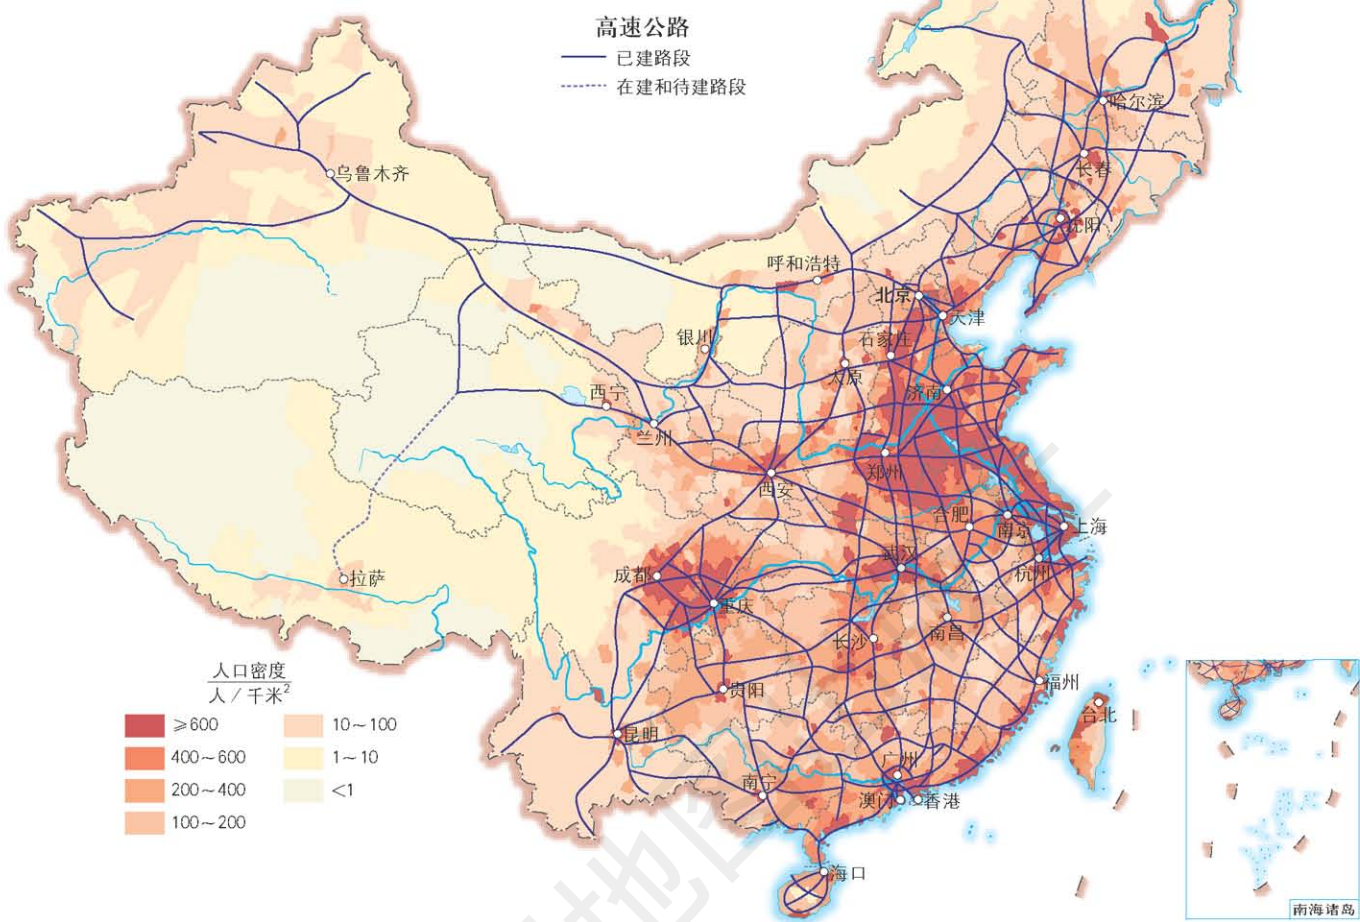 高速公路
已建路段
在建和待建路段
哈尔滨
长春
乌鲁木齐
沈阳
呼和浩特
北京
天津
银川
石家庄
太原
济南
西宁
兰州
郑州
西安
合肥
南京
上海
武汉
杭州
成都
拉萨
重庆
长沙
南昌
贵阳
福州
台北
昆明
广州
南宁
澳门
香港
海口
人口密度
人/千米²
≥600
10~100
400~600
1~10
200~400
<1
100~200
南海诸岛